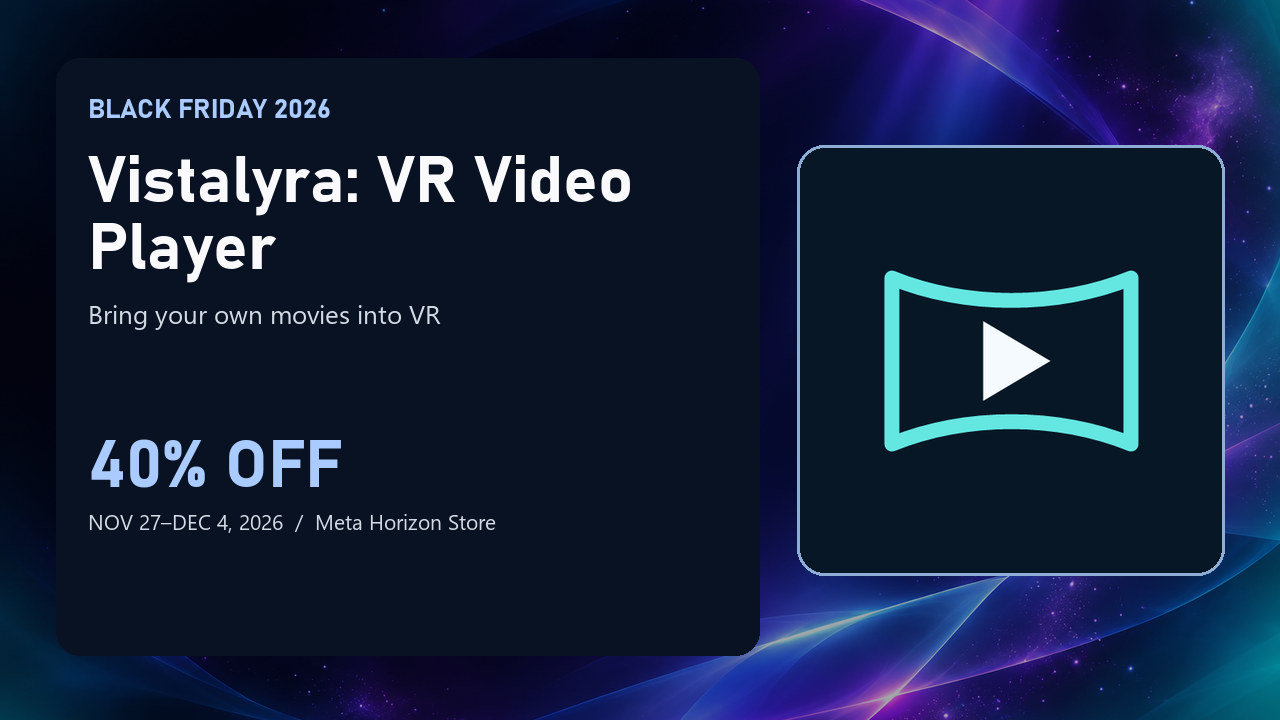 BLACK FRIDAY 2026
Vistalyra: VR Video
Player
Bring your own movies into VR
40% OFF
NOV 27–DEC 4, 2026 / Meta Horizon Store